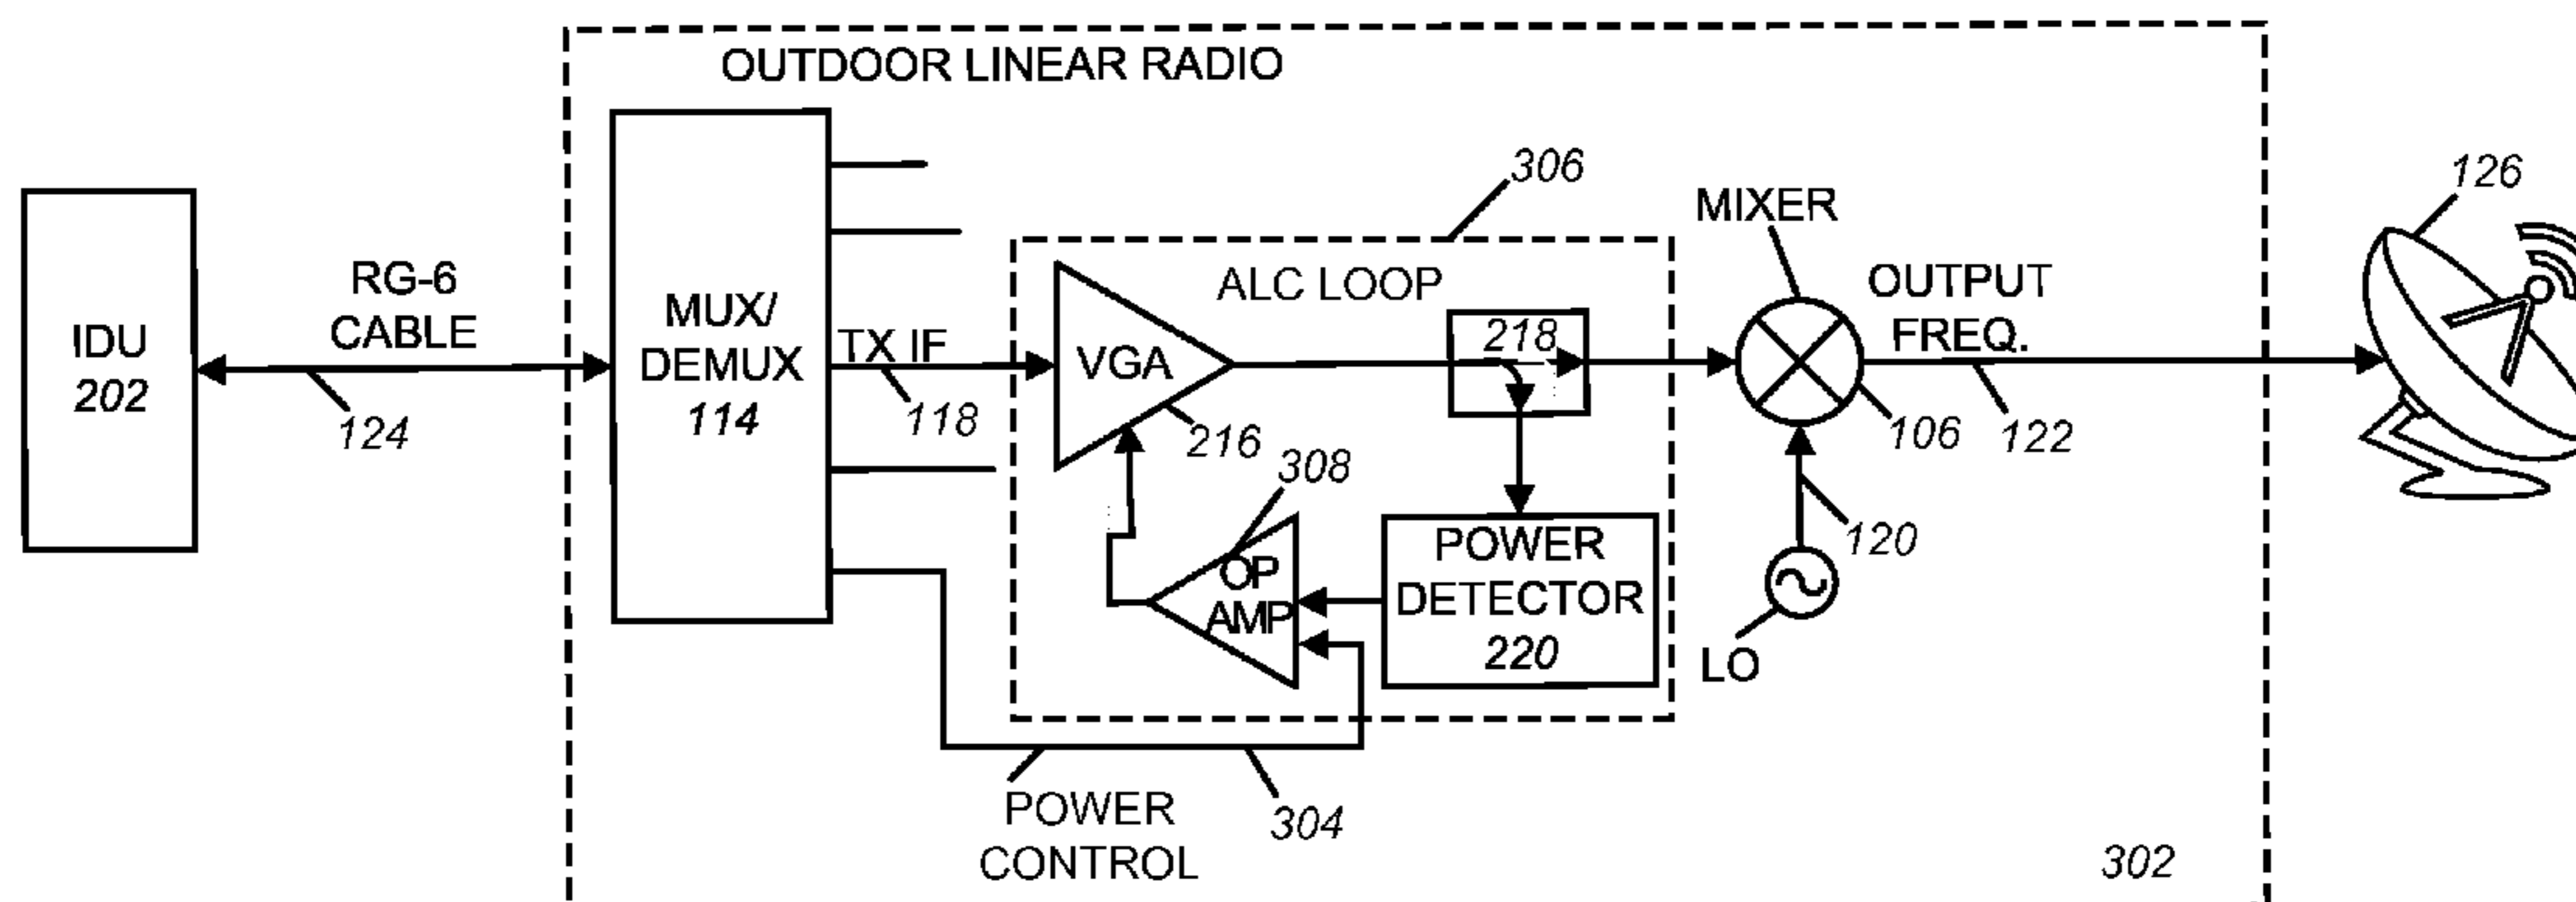 OUTDOOR LINEAR RADIO
306
126
MIXER
RG-6
CABLE
ALC LOOP
OUTPUT
FREQ.
IDU
202
MUX/
DEMUX
114
TX IF
VGA
218
124
118
216
308
106
122
120
OP
AMP
POWER
DETECTOR
220
LO
POWER
CONTROL
304
302